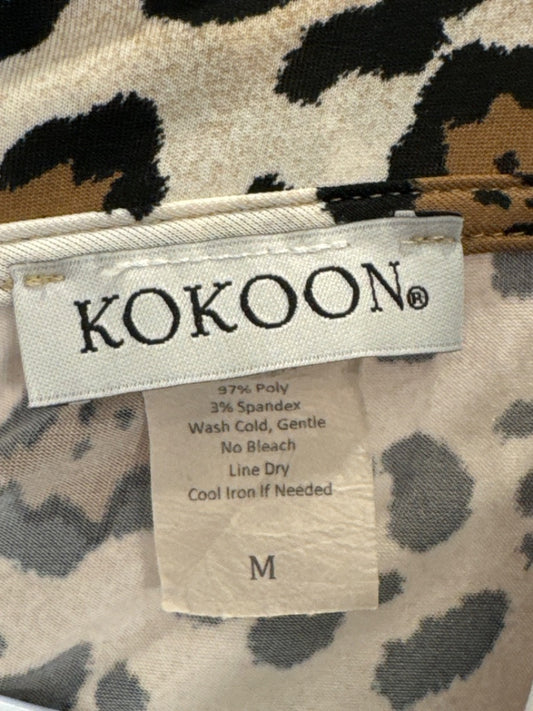 KOKOON®
97% Poly
3% Spandex
Wash Cold, Gentle
No Bleach
Line Dry
Cool Iron If Needed
M